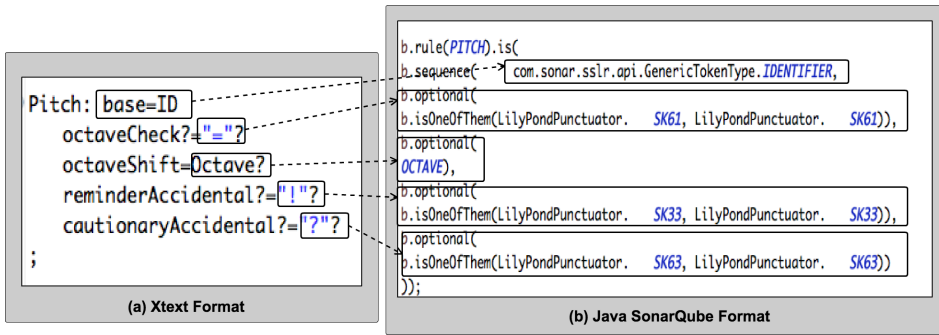 Pitch: base=ID
octaveCheck?="="?
octaveShift=Octave?
reminderAccidental?="!"?
cautionaryAccidental?="?"?
;
(a) Xtext Format
b.rule(PITCH).is(
b.sequence( com.sonar.sslr.api.GenericTokenType.IDENTIFIER,
b.optional(
b.isOneOfThem(LilyPondPunctuator. SK61, LilyPondPunctuator. SK61)),
b.optional(
OCTAVE),
b.optional(
b.isOneOfThem(LilyPondPunctuator. SK33, LilyPondPunctuator. SK33)),
b.optional(
b.isOneOfThem(LilyPondPunctuator. SK63, LilyPondPunctuator. SK63))
));
(b) Java SonarQube Format